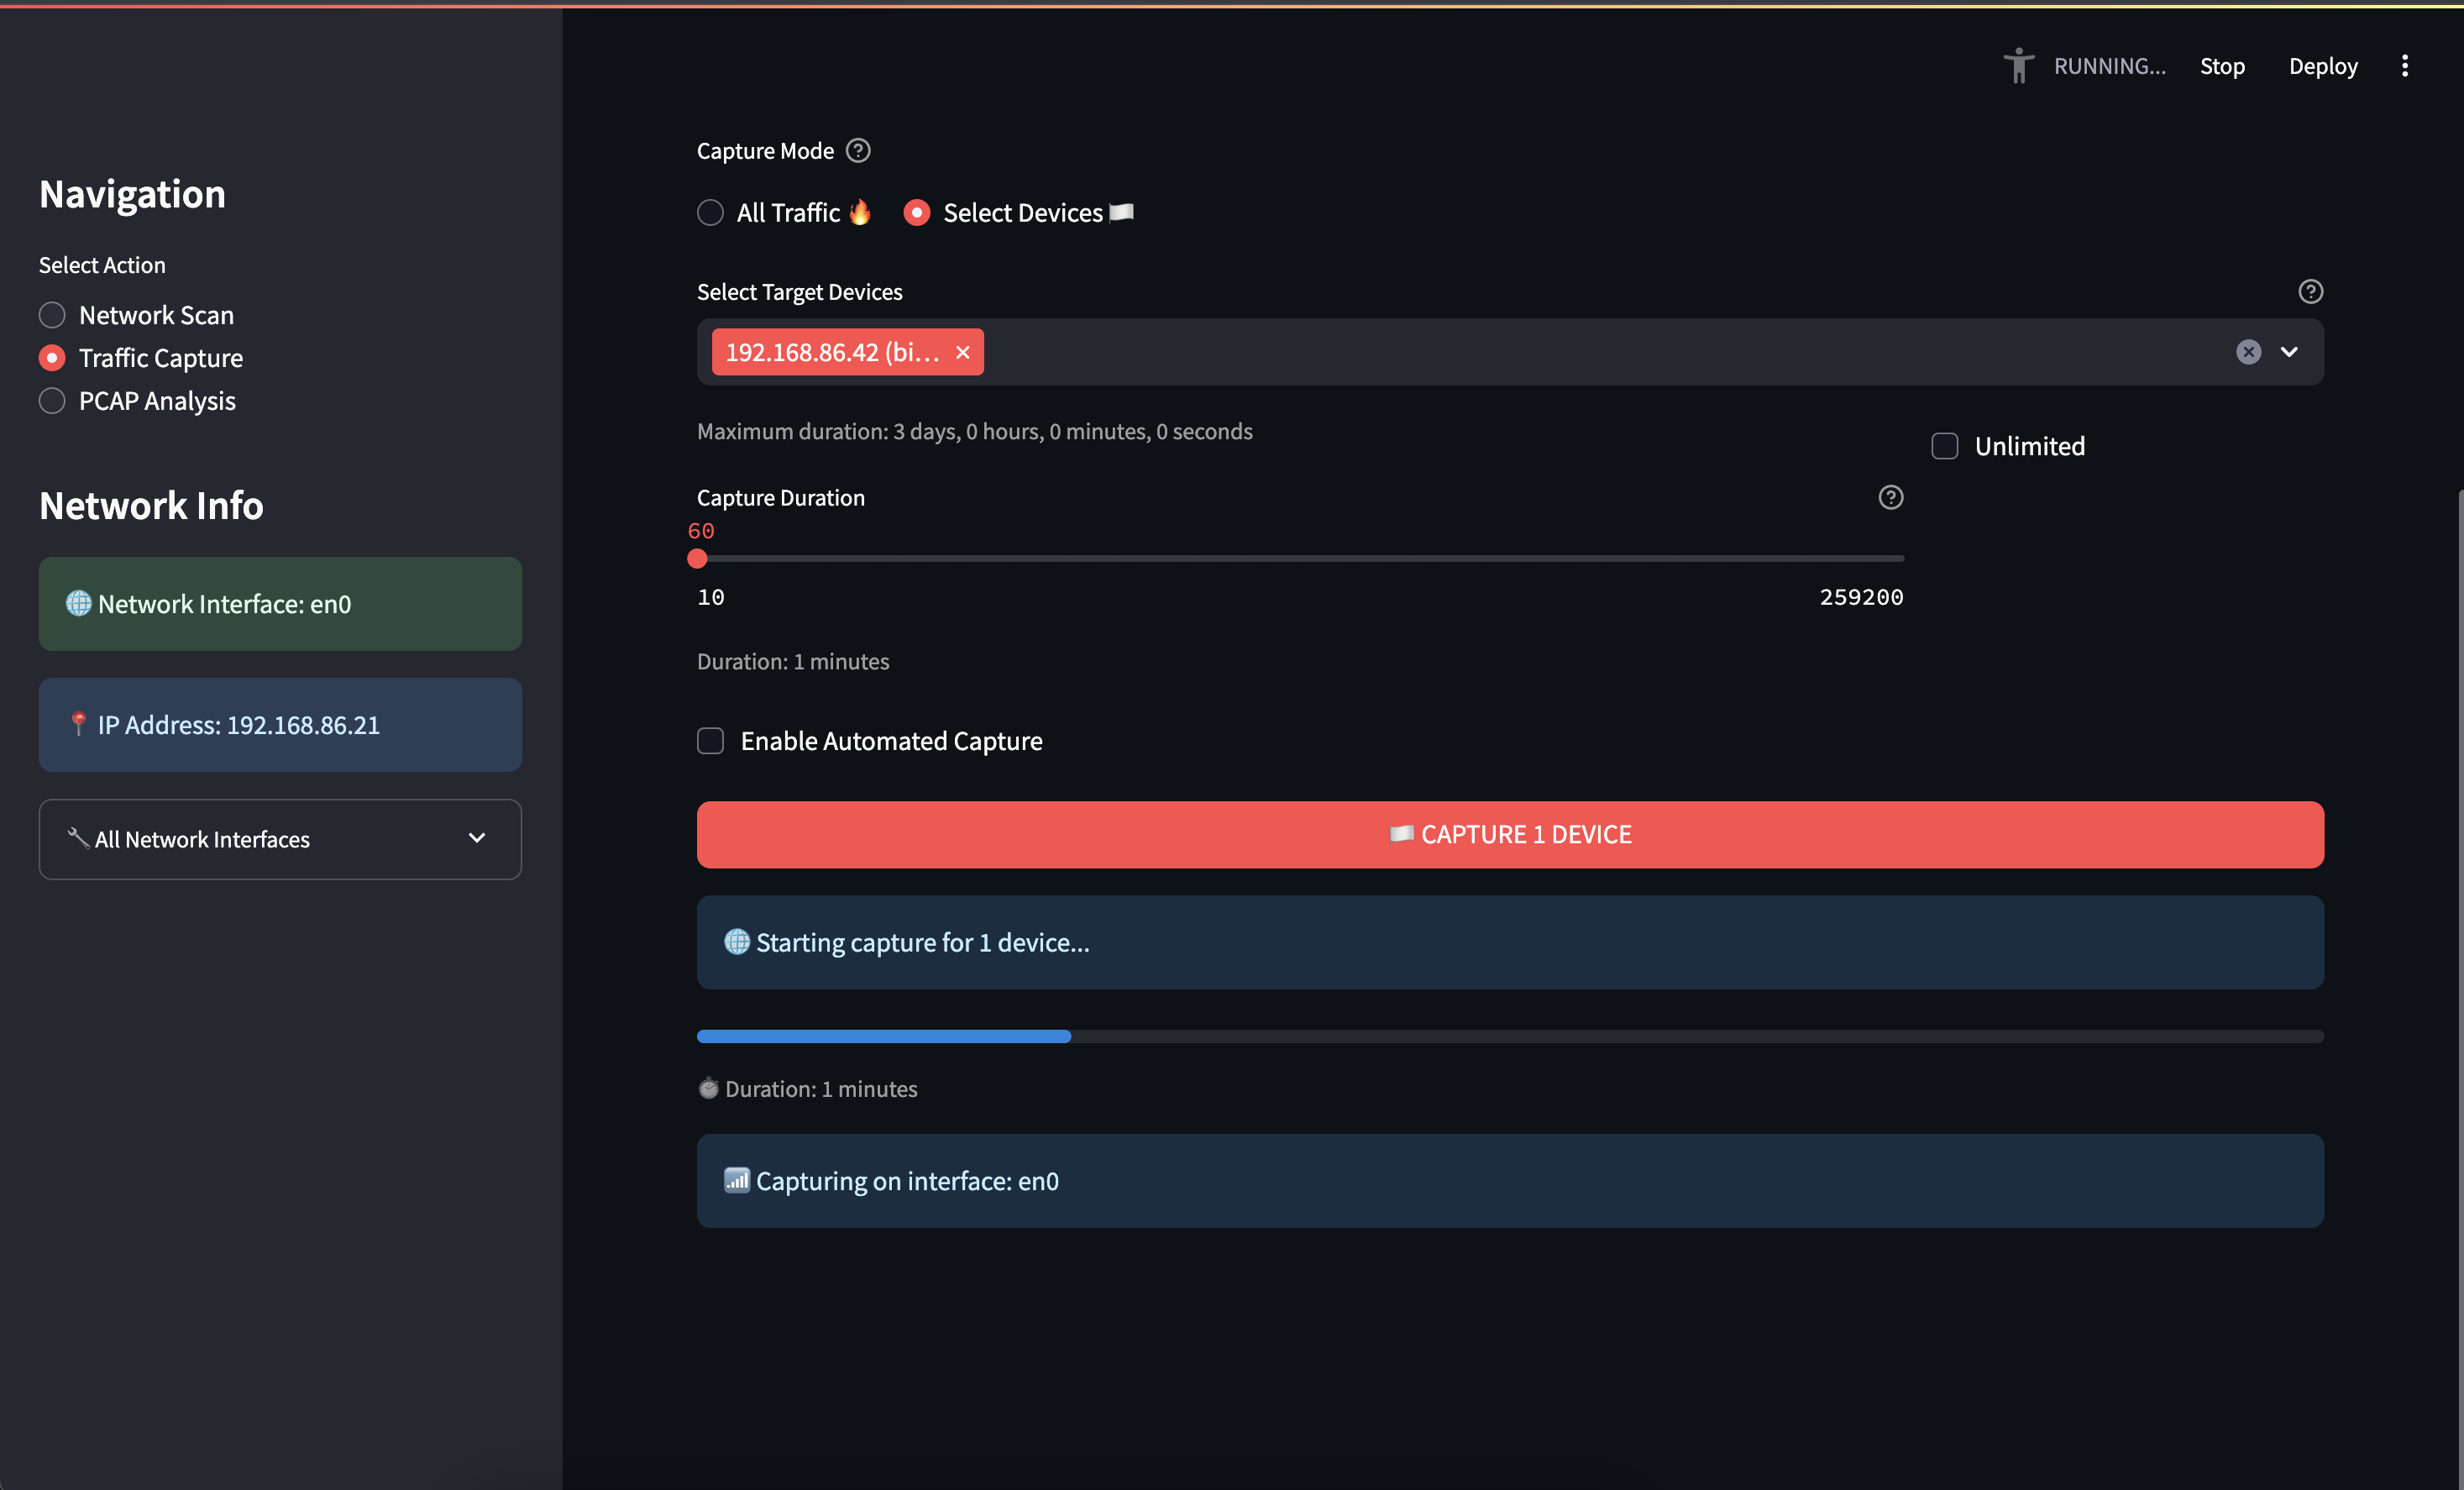 RUNNING...
Stop
Deploy
Navigation
Select Action
Network Scan
Traffic Capture
PCAP Analysis
Network Info
🌐 Network Interface: en0
📍 IP Address: 192.168.86.21
🔧 All Network Interfaces
Capture Mode
All Traffic 🔥
Select Devices 🏳️
Select Target Devices
192.168.86.42 (bi…
Maximum duration: 3 days, 0 hours, 0 minutes, 0 seconds
Unlimited
Capture Duration
60
10
259200
Duration: 1 minutes
Enable Automated Capture
🏳️ CAPTURE 1 DEVICE
🌐 Starting capture for 1 device...
⏱️ Duration: 1 minutes
📶 Capturing on interface: en0